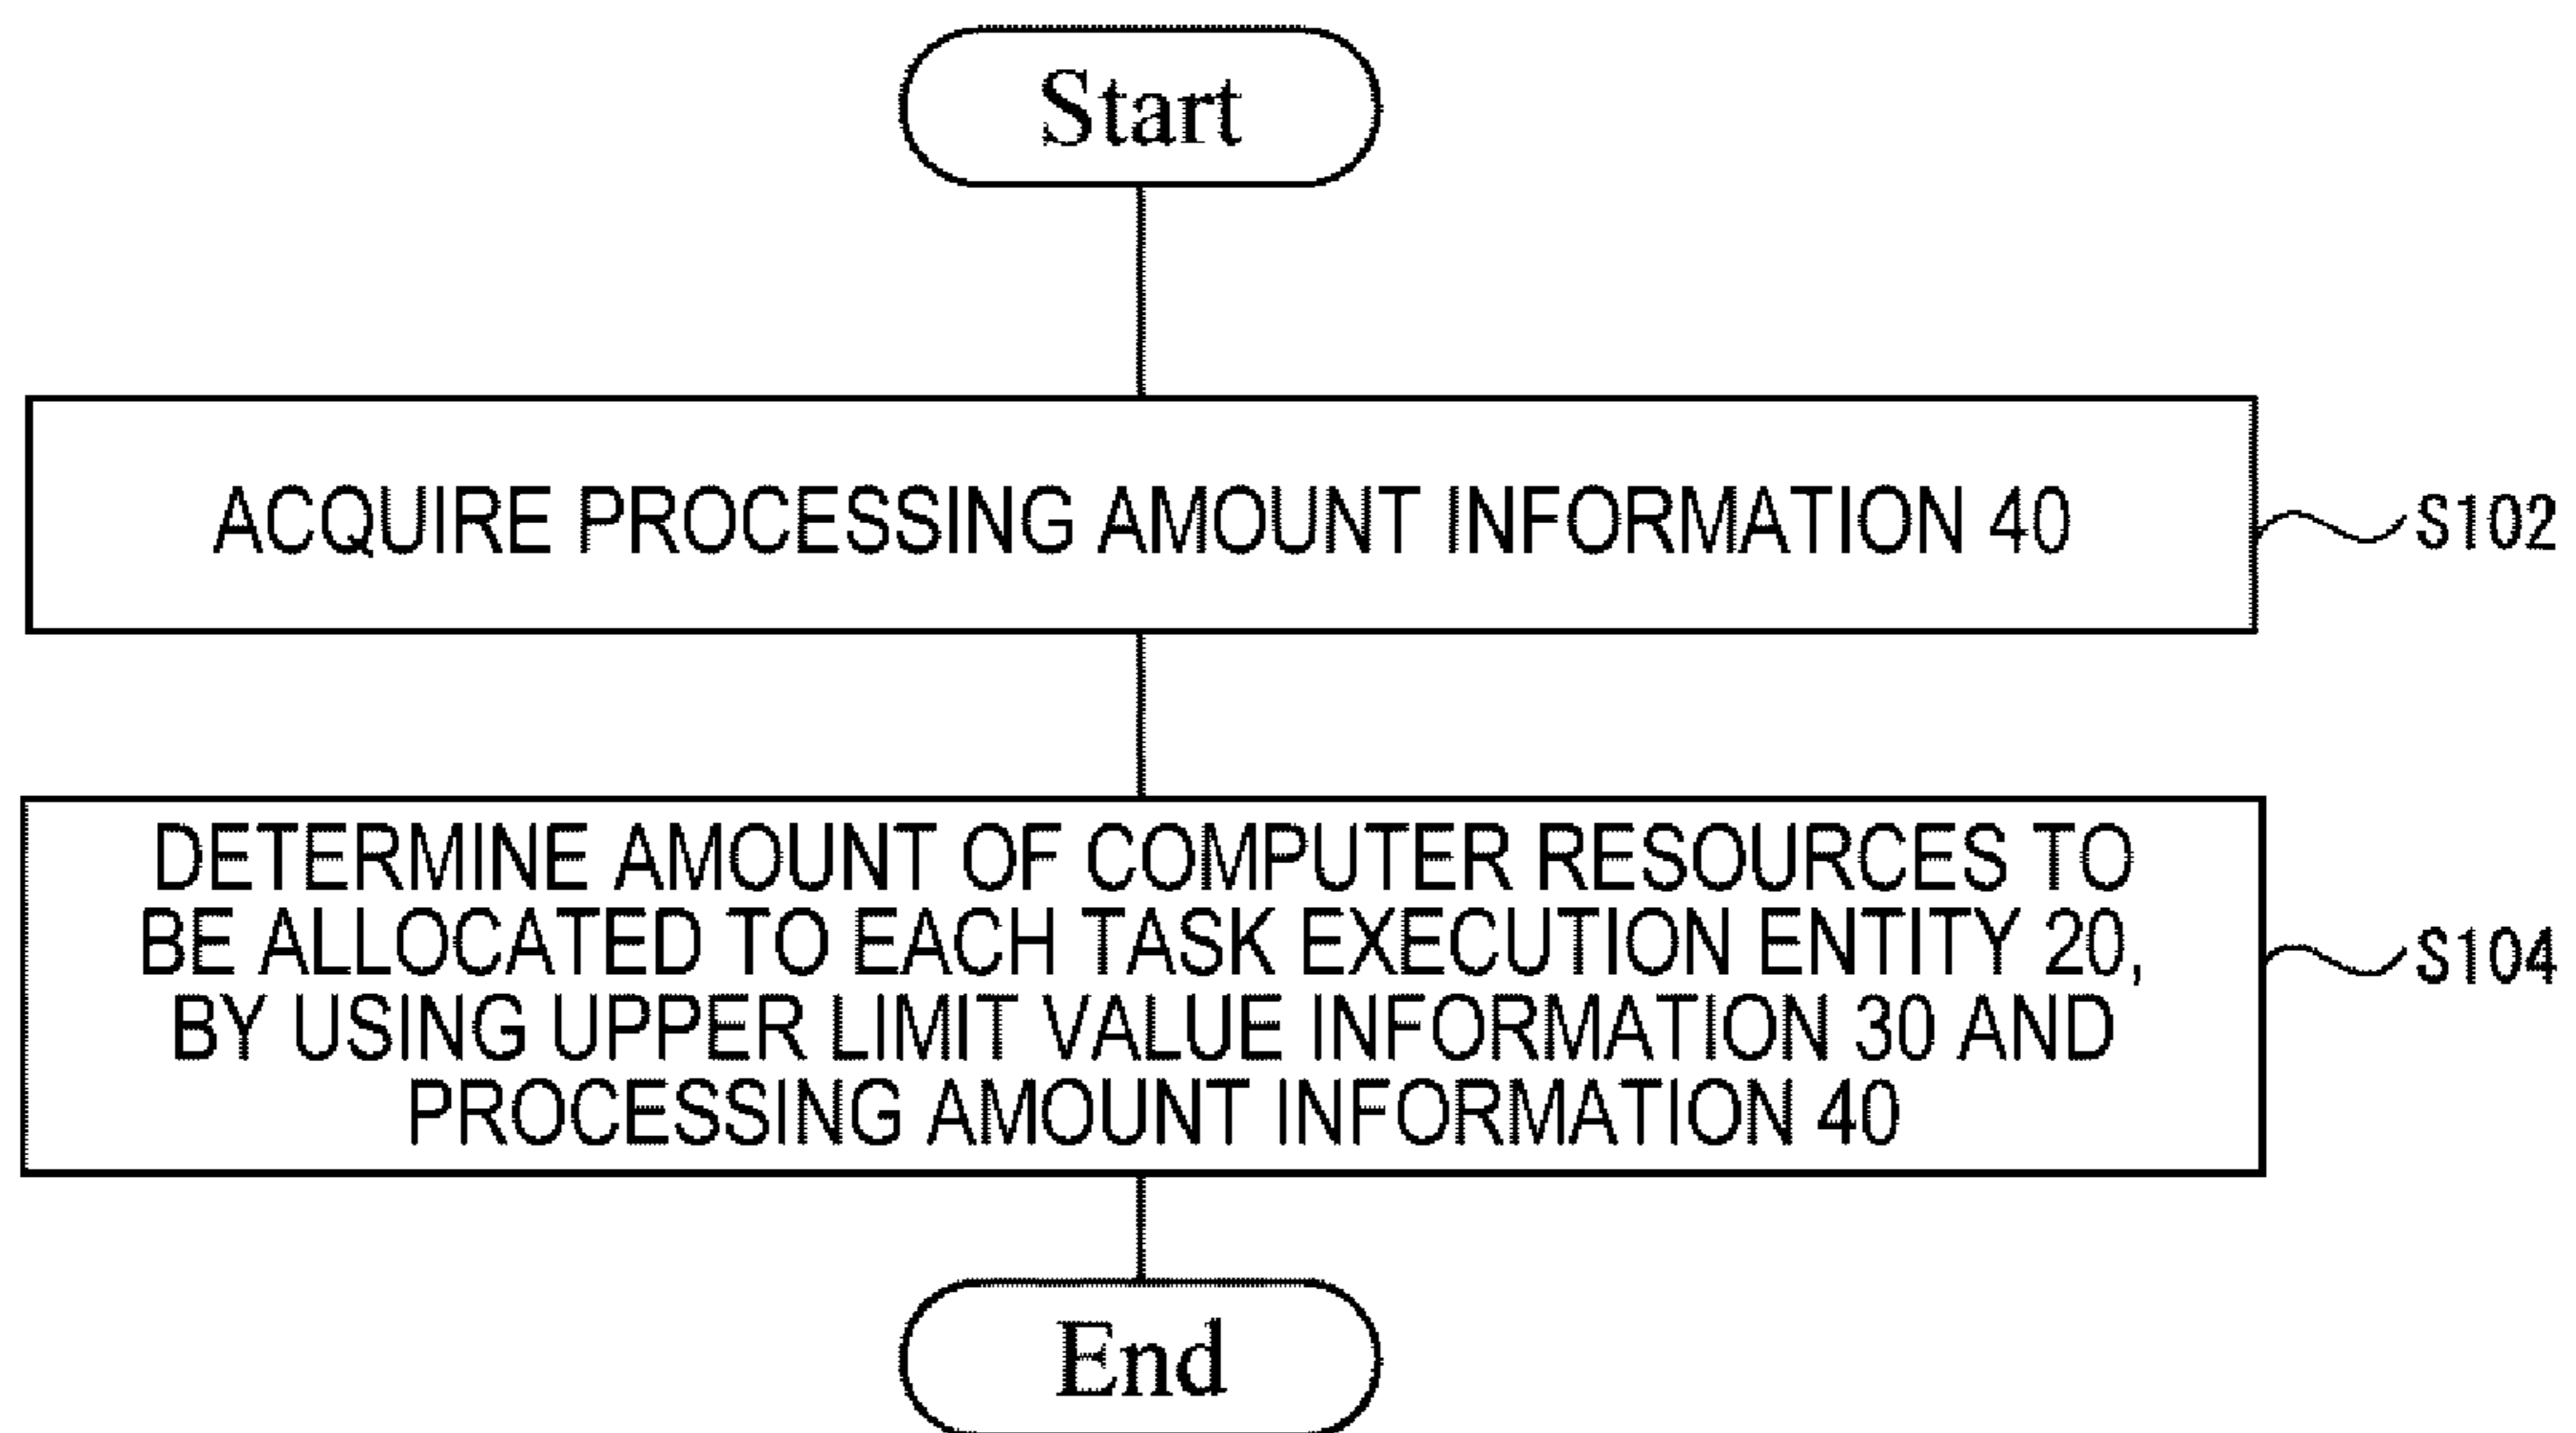 Start
ACQUIRE PROCESSING AMOUNT INFORMATION 40
S102
DETERMINE AMOUNT OF COMPUTER RESOURCES TO
BE ALLOCATED TO EACH TASK EXECUTION ENTITY 20,
BY USING UPPER LIMIT VALUE INFORMATION 30 AND
PROCESSING AMOUNT INFORMATION 40
S104
End